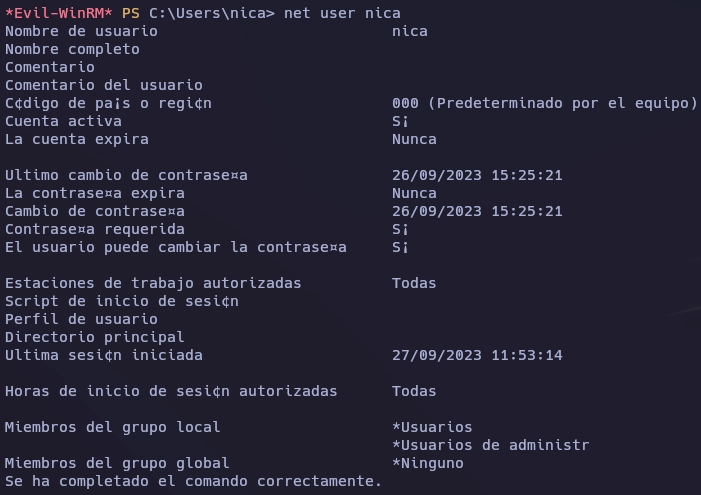 *Evil-WinRM* PS C:\Users\nica> net user nica
Nombre de usuario                          nica
Nombre completo
Comentario
Comentario del usuario
C¢digo de pa¡s o regi¢n                    000 (Predeterminado por el equipo)
Cuenta activa                              S¡
La cuenta expira                           Nunca

Ultimo cambio de contrase¤a                26/09/2023 15:25:21
La contrase¤a expira                       Nunca
Cambio de contrase¤a                       26/09/2023 15:25:21
Contrase¤a requerida                       S¡
El usuario puede cambiar la contrase¤a     S¡

Estaciones de trabajo autorizadas          Todas
Script de inicio de sesi¢n
Perfil de usuario
Directorio principal
Ultima sesi¢n iniciada                     27/09/2023 11:53:14

Horas de inicio de sesi¢n autorizadas      Todas

Miembros del grupo local                   *Usuarios
                                           *Usuarios de administr
Miembros del grupo global                  *Ninguno
Se ha completado el comando correctamente.